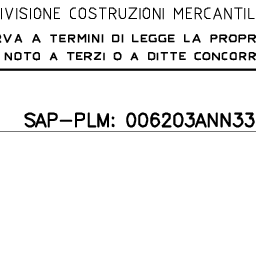 IVISIONE COSTRUZIONI MERCANTIL
RVA A TERMINI DI LEGGE LA PROPR
NOTO A TERZI O A DITTE CONCORR
SAP-PLM: 006203ANN33